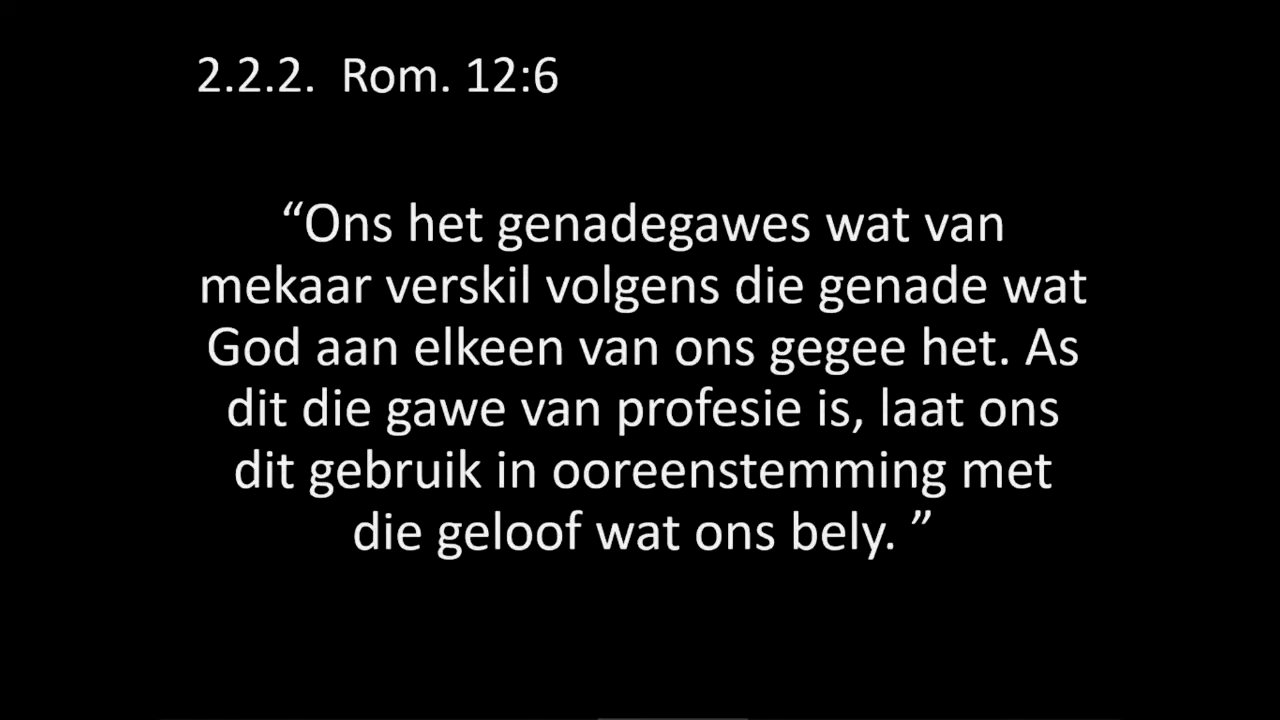 2.2.2. Rom. 12:6
“Ons het genadegawes wat van
mekaar verskil volgens die genade wat
God aan elkeen van ons gegee het. As
dit die gawe van profesie is, laat ons
dit gebruik in ooreenstemming met
die geloof wat ons bely. ”